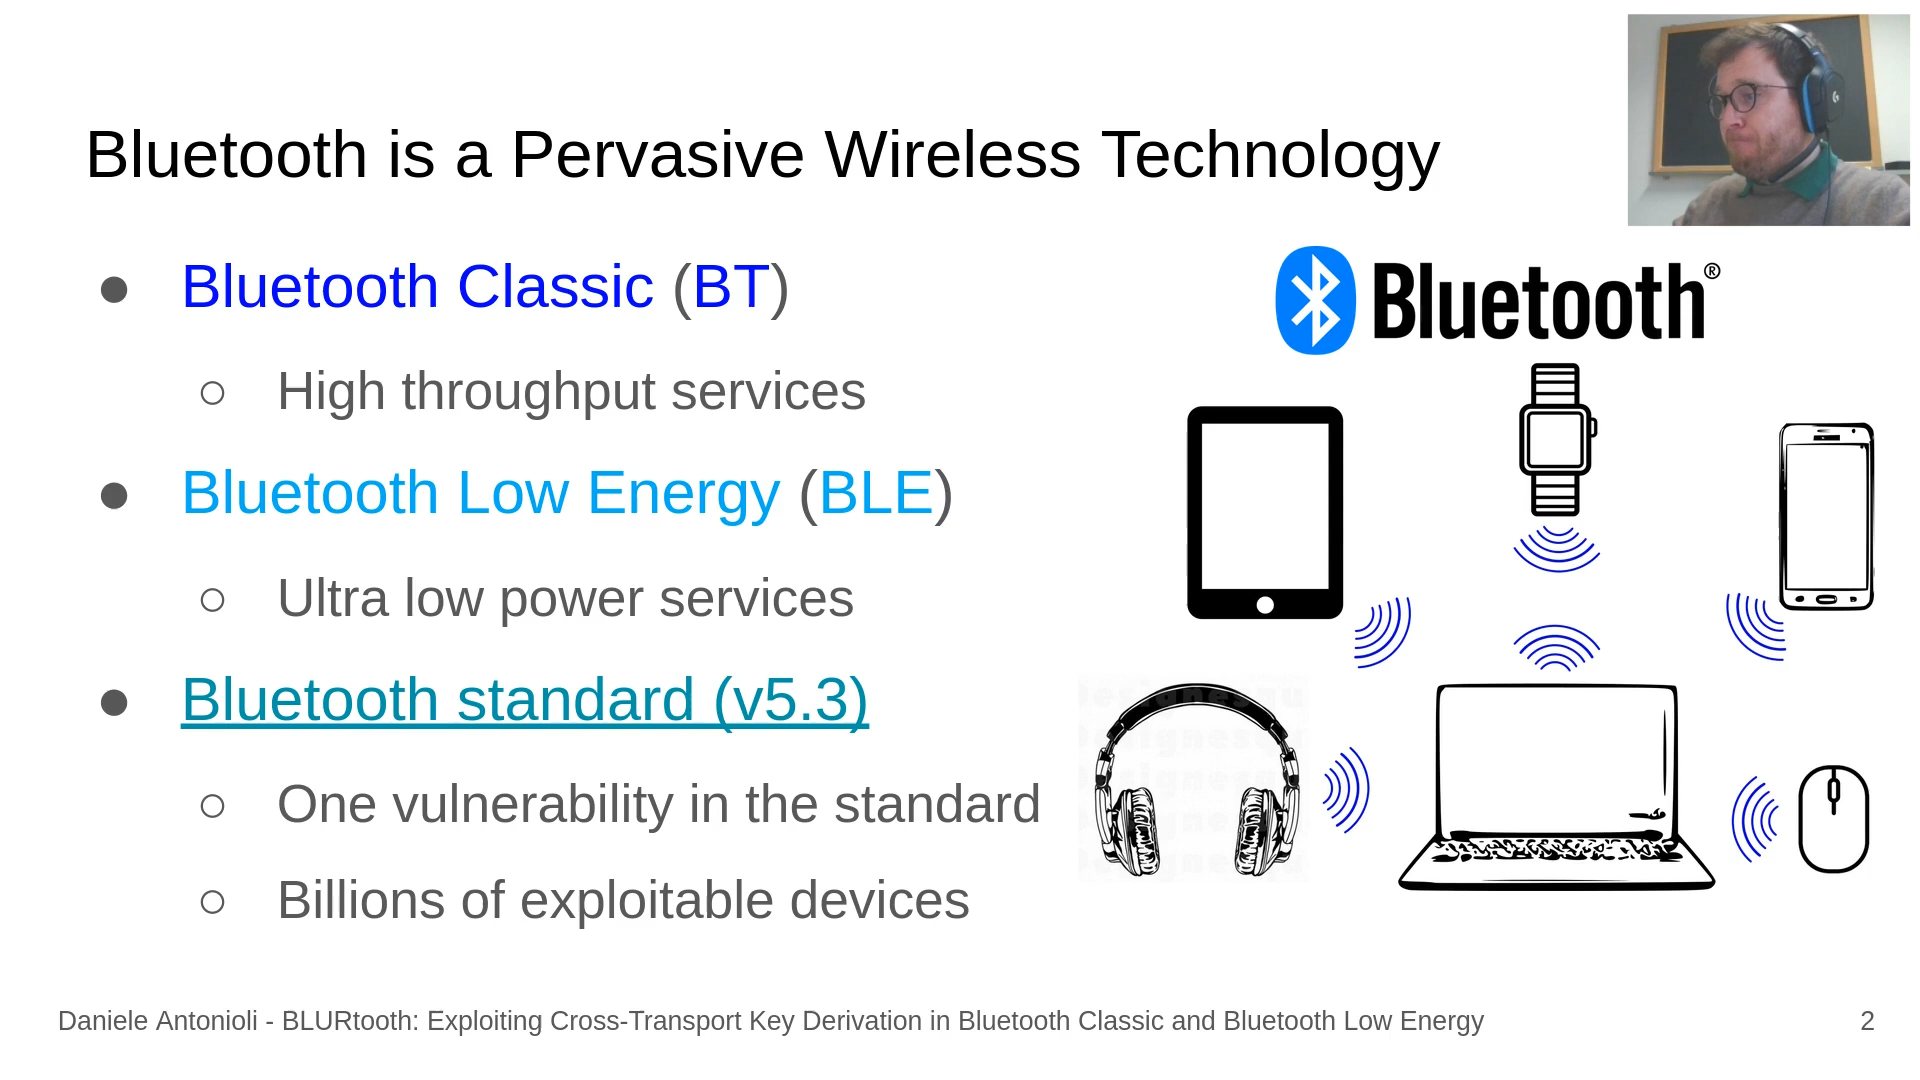 Bluetooth is a Pervasive Wireless Technology
● Bluetooth Classic (BT)
○ High throughput services
● Bluetooth Low Energy (BLE)
○ Ultra low power services
● Bluetooth standard (v5.3)
○ One vulnerability in the standard
○ Billions of exploitable devices
Bluetooth®
Daniele Antonioli - BLURtooth: Exploiting Cross-Transport Key Derivation in Bluetooth Classic and Bluetooth Low Energy
2